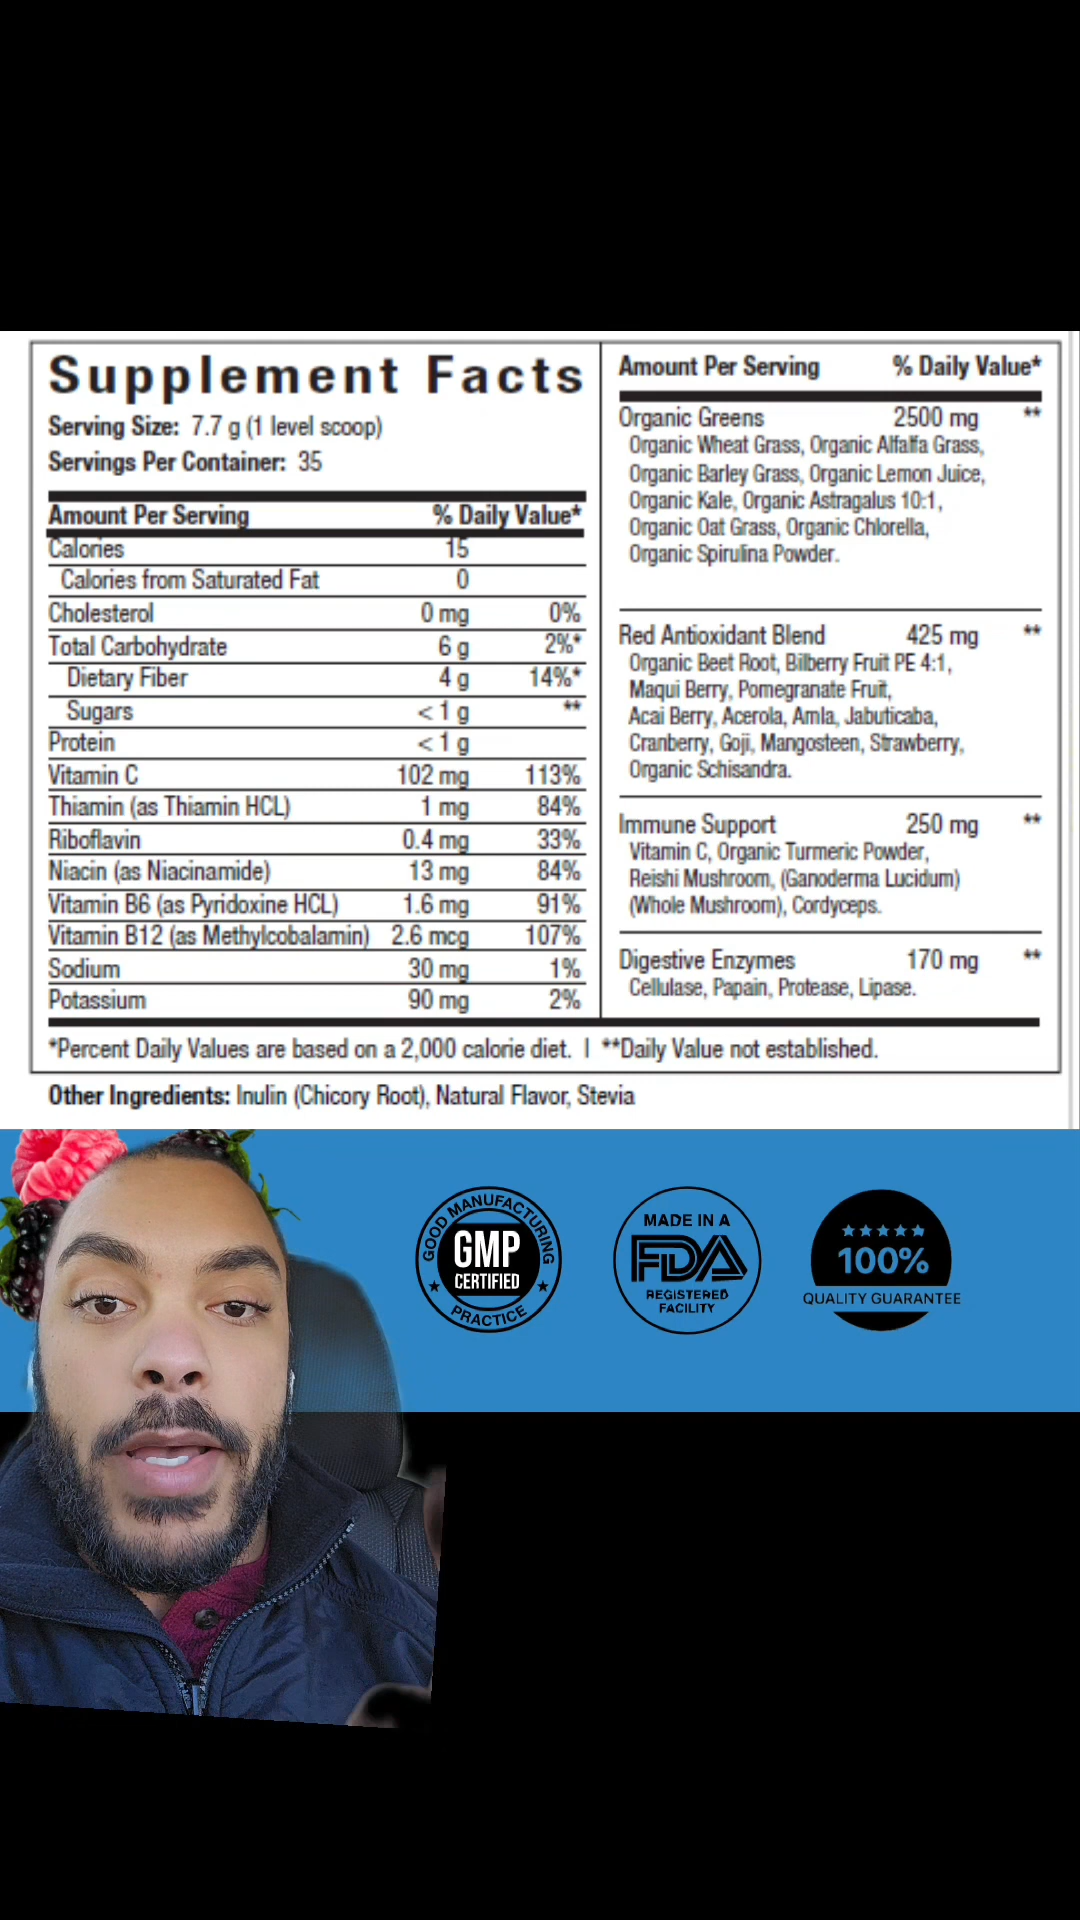 Supplement Facts
Serving Size: 7.7 g (1 level scoop)
Servings Per Container: 35
Amount Per Serving % Daily Value*
Calories 15
Calories from Saturated Fat 0
Cholesterol 0 mg 0%
Total Carbohydrate 6 g 2%*
Dietary Fiber 4 g 14%*
Sugars < 1 g **
Protein < 1 g
Vitamin C 102 mg 113%
Thiamin (as Thiamin HCL) 1 mg 84%
Riboflavin 0.4 mg 33%
Niacin (as Niacinamide) 13 mg 84%
Vitamin B6 (as Pyridoxine HCL) 1.6 mg 91%
Vitamin B12 (as Methylcobalamin) 2.6 mcg 107%
Sodium 30 mg 1%
Potassium 90 mg 2%
Amount Per Serving % Daily Value*
Organic Greens 2500 mg **
Organic Wheat Grass, Organic Alfalfa Grass,
Organic Barley Grass, Organic Lemon Juice,
Organic Kale, Organic Astragalus 10:1,
Organic Oat Grass, Organic Chlorella,
Organic Spirulina Powder.
Red Antioxidant Blend 425 mg **
Organic Beet Root, Bilberry Fruit PE 4:1,
Maqui Berry, Pomegranate Fruit,
Acai Berry, Acerola, Amla, Jabuticaba,
Cranberry, Goji, Mangosteen, Strawberry,
Organic Schisandra.
Immune Support 250 mg **
Vitamin C, Organic Turmeric Powder,
Reishi Mushroom, (Ganoderma Lucidum)
(Whole Mushroom), Cordyceps.
Digestive Enzymes 170 mg **
Cellulase, Papain, Protease, Lipase.
*Percent Daily Values are based on a 2,000 calorie diet. | **Daily Value not established.
Other Ingredients: Inulin (Chicory Root), Natural Flavor, Stevia
GOOD MANUFACTURING
GMP
CERTIFIED
PRACTICE
MADE IN A
FDA
REGISTERED
FACILITY
100%
QUALITY GUARANTEE